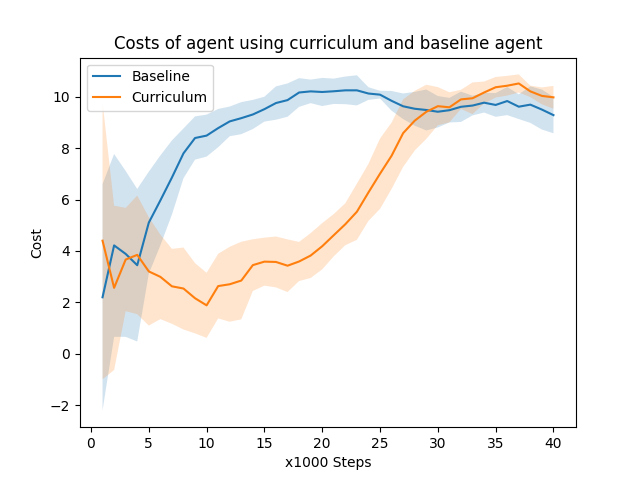 Costs of agent using curriculum and baseline agent
Baseline
Curriculum
10
8
6
4
2
0
−2
Cost
0 5 10 15 20 25 30 35 40
x1000 Steps